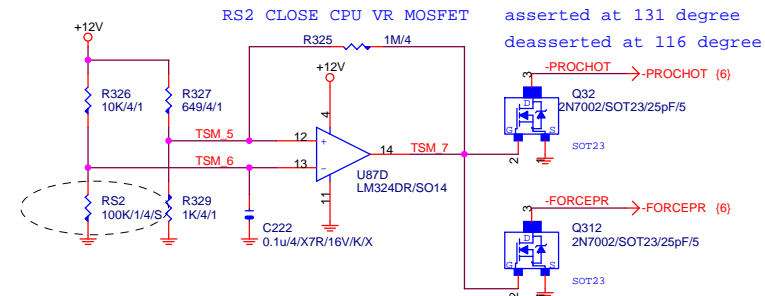 RS2 CLOSE CPU VR MOSFET
asserted at 131 degree
deasserted at 116 degree
+12V
R325
1M/4
+12V
-PROCHOT
-PROCHOT {6}
R326
10K/4/1
R327
649/4/1
3
Q32
2N7002/SOT23/25pF/5
D
G
S
SOT23
2
1
4
TSM_5
12
+
14
TSM_7
TSM_6
13
-
U87D
LM324DR/SO14
11
RS2
100K/1/4/S
R329
1K/4/1
C222
0.1u/4/X7R/16V/K/X
-FORCEPR
-FORCEPR {6}
3
Q312
2N7002/SOT23/25pF/5
D
G
S
SOT23
2
1